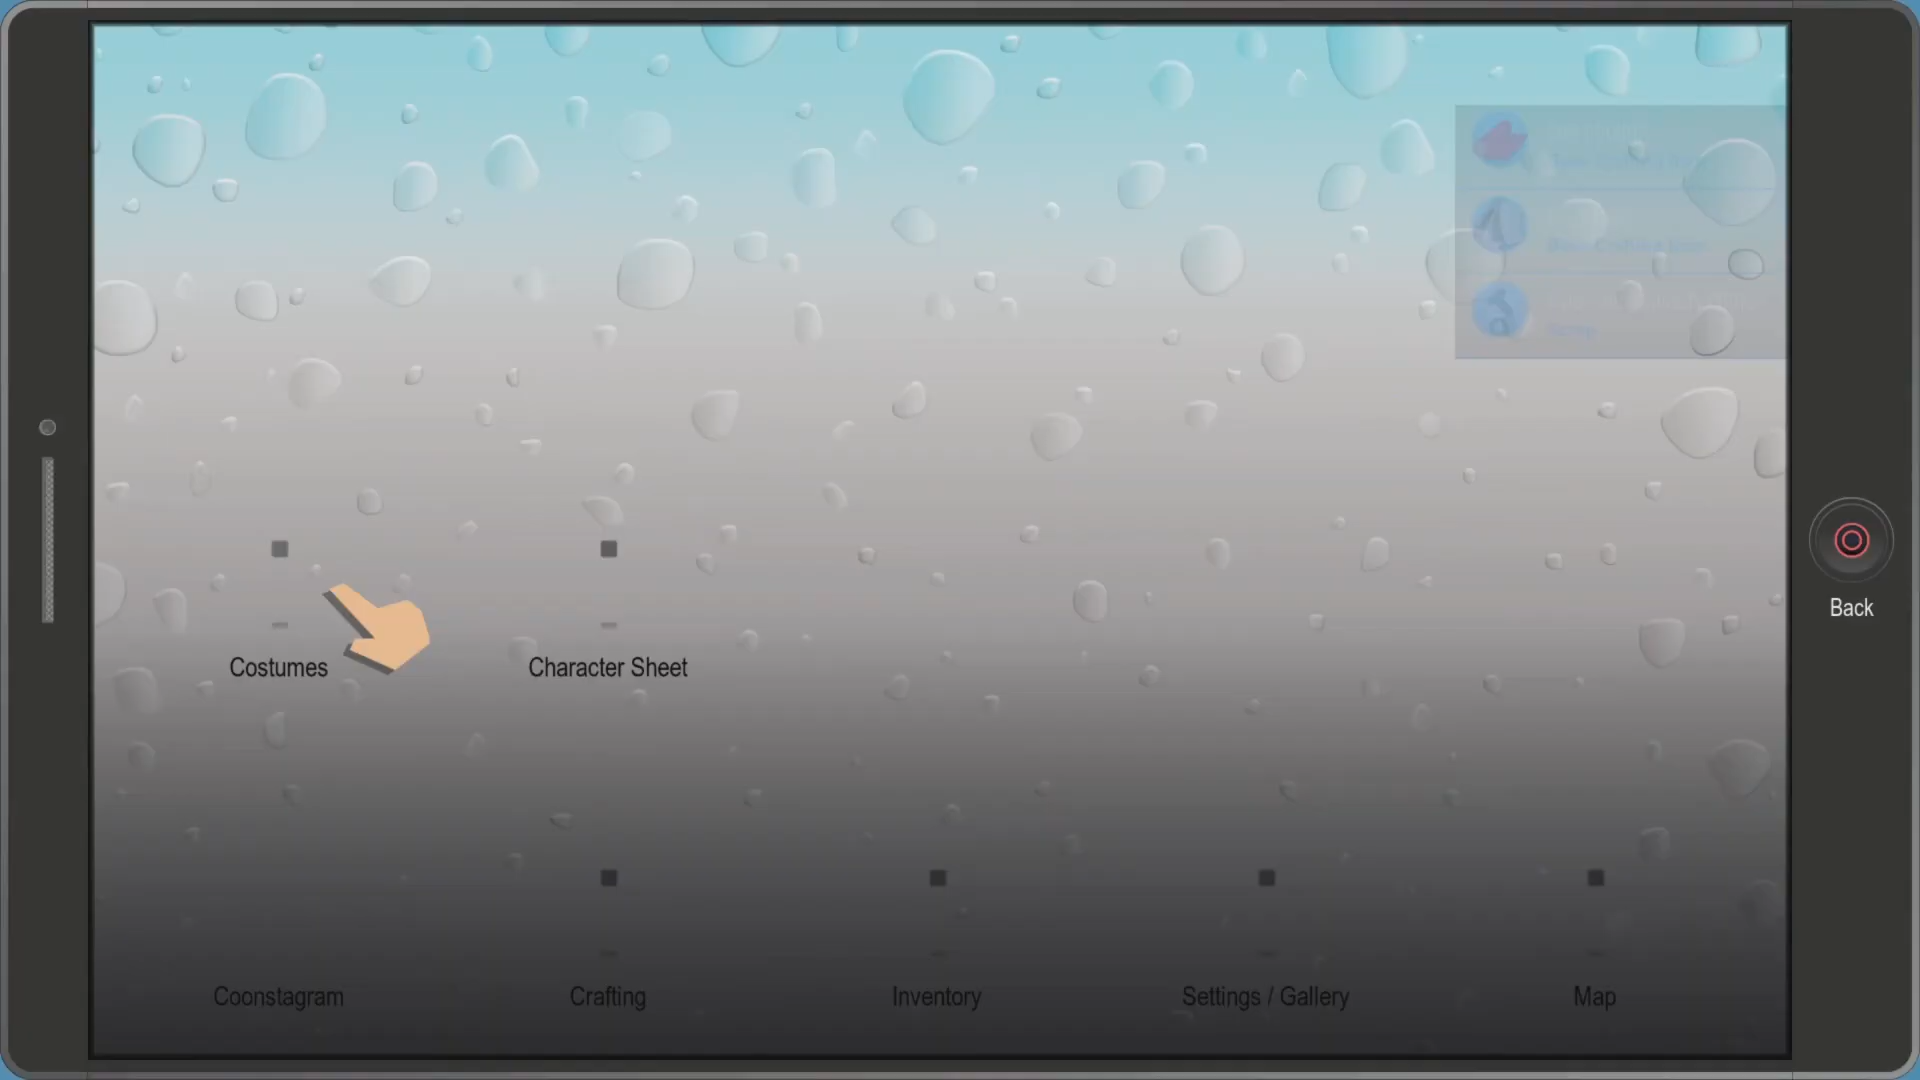 Back
Costumes
Character Sheet
Coonstagram
Crafting
Inventory
Settings / Gallery
Map